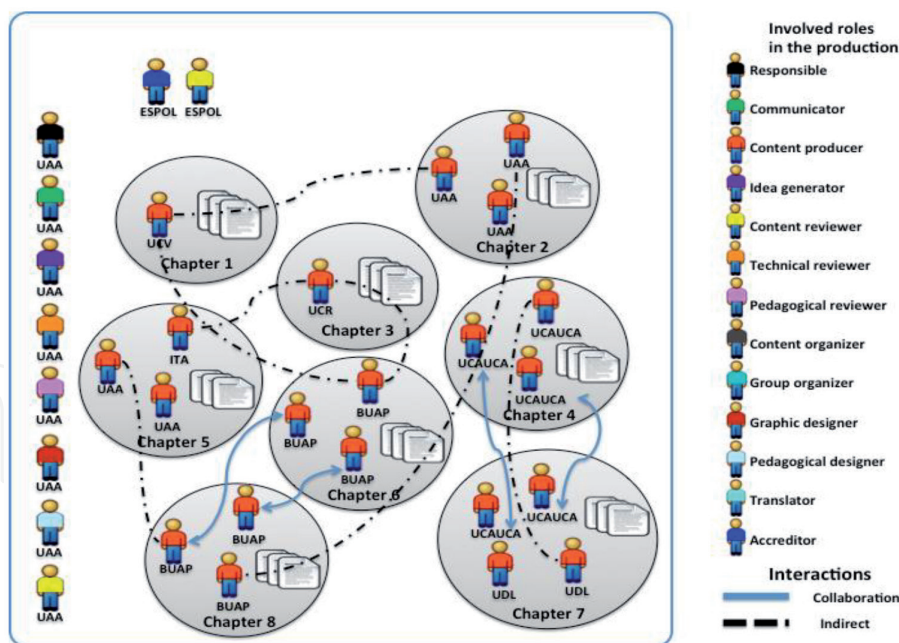 ESPOL ESPOL
UAA
UAA
UAA
UAA
UAA
UAA
UAA
UAA
UCV
Chapter 1
UAA
UAA
UAA
Chapter 2
UCR
Chapter 3
UCAUCA
UCAUCA
UCAUCA
Chapter 4
ITA
UAA
UAA
Chapter 5
BUAP
BUAP
BUAP
Chapter 6
UCAUCA
UCAUCA
UDL
UDL
Chapter 7
BUAP
BUAP
BUAP
Chapter 8
Involved roles
in the production
Responsible
Communicator
Content producer
Idea generator
Content reviewer
Technical reviewer
Pedagogical reviewer
Content organizer
Group organizer
Graphic designer
Pedagogical designer
Translator
Accreditor
Interactions
Collaboration
Indirect